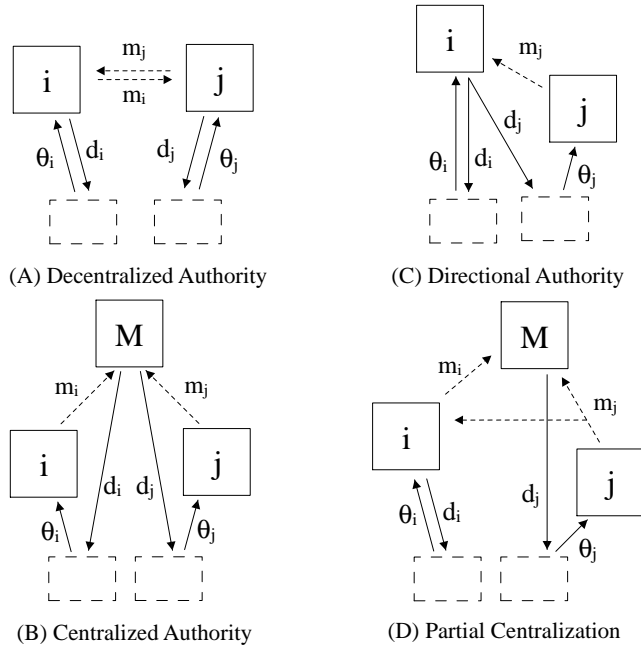 i
j
m_j
m_i
θ_i
d_i
d_j
θ_j
(A) Decentralized Authority
i
m_j
j
θ_i
d_i
d_j
θ_j
(C) Directional Authority
M
m_i
m_j
i
j
d_i
d_j
θ_i
θ_j
(B) Centralized Authority
M
m_i
m_j
i
j
d_j
θ_i
d_i
θ_j
(D) Partial Centralization